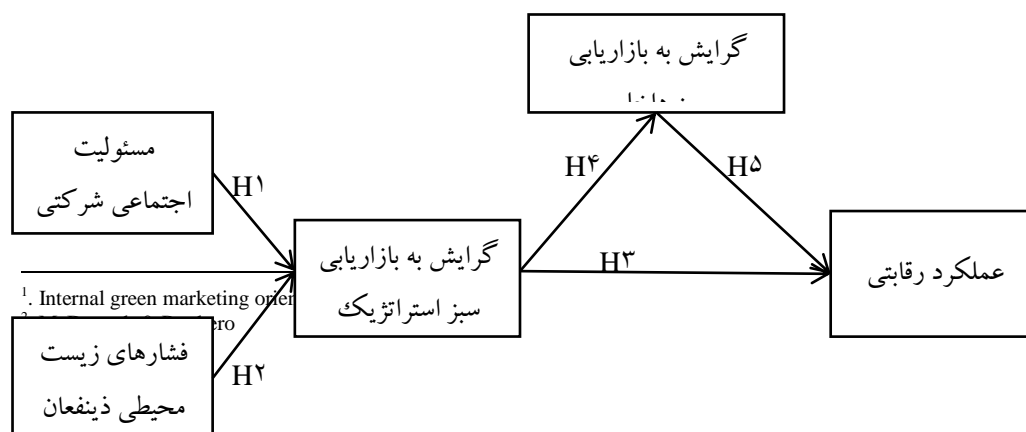 گرایش به بازاریابی
مسئولیت
اجتماعی شرکتی
H۱
H۴
H۵
گرایش به بازاریابی
سبز استراتژیک
H۳
عملکرد رقابتی
1. Internal green marketing orien
فشارهای زیست
محیطی ذینفعان
H۲